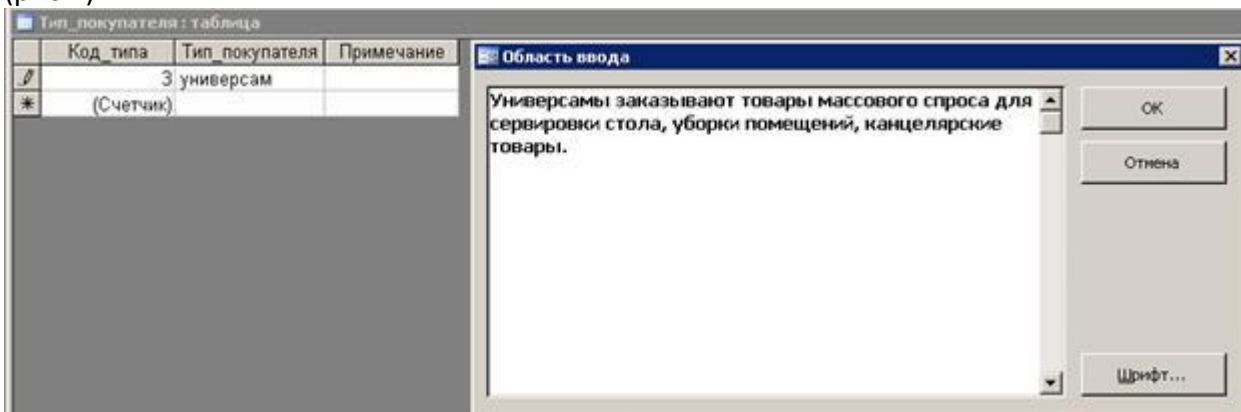 Тип_покупателя : таблица
Код_типа Тип_покупателя Примечание
3 универсам
(Счетчик)
Область ввода
Универсамы заказывают товары массового спроса для
сервировки стола, уборки помещений, канцелярские
товары.
ОК
Отмена
Шрифт...